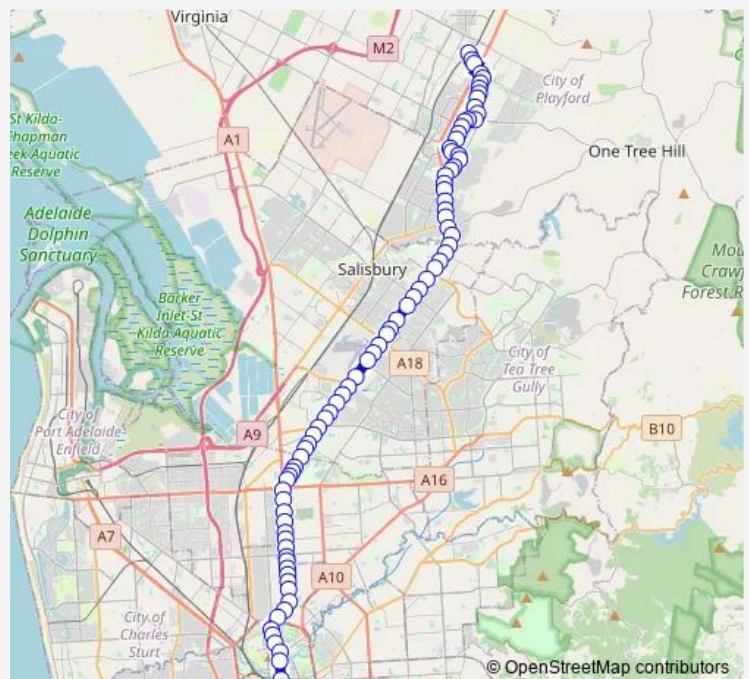 Virginia
M2
City of
Playford
St Kilda-
Chapman
eek Aquatic
Reserve
A1
One Tree Hill
Adelaide
Dolphin
Sanctuary
Salisbury
Mou
Craw
Forest R
Barker
Inlet-St
Kilda Aquatic
Reserve
City of
Tea Tree
Gully
A18
City of
Port Adelaide-
Enfield
A9
B10
A16
A7
A10
City of
Charles
Sturt
© OpenStreetMap contributors